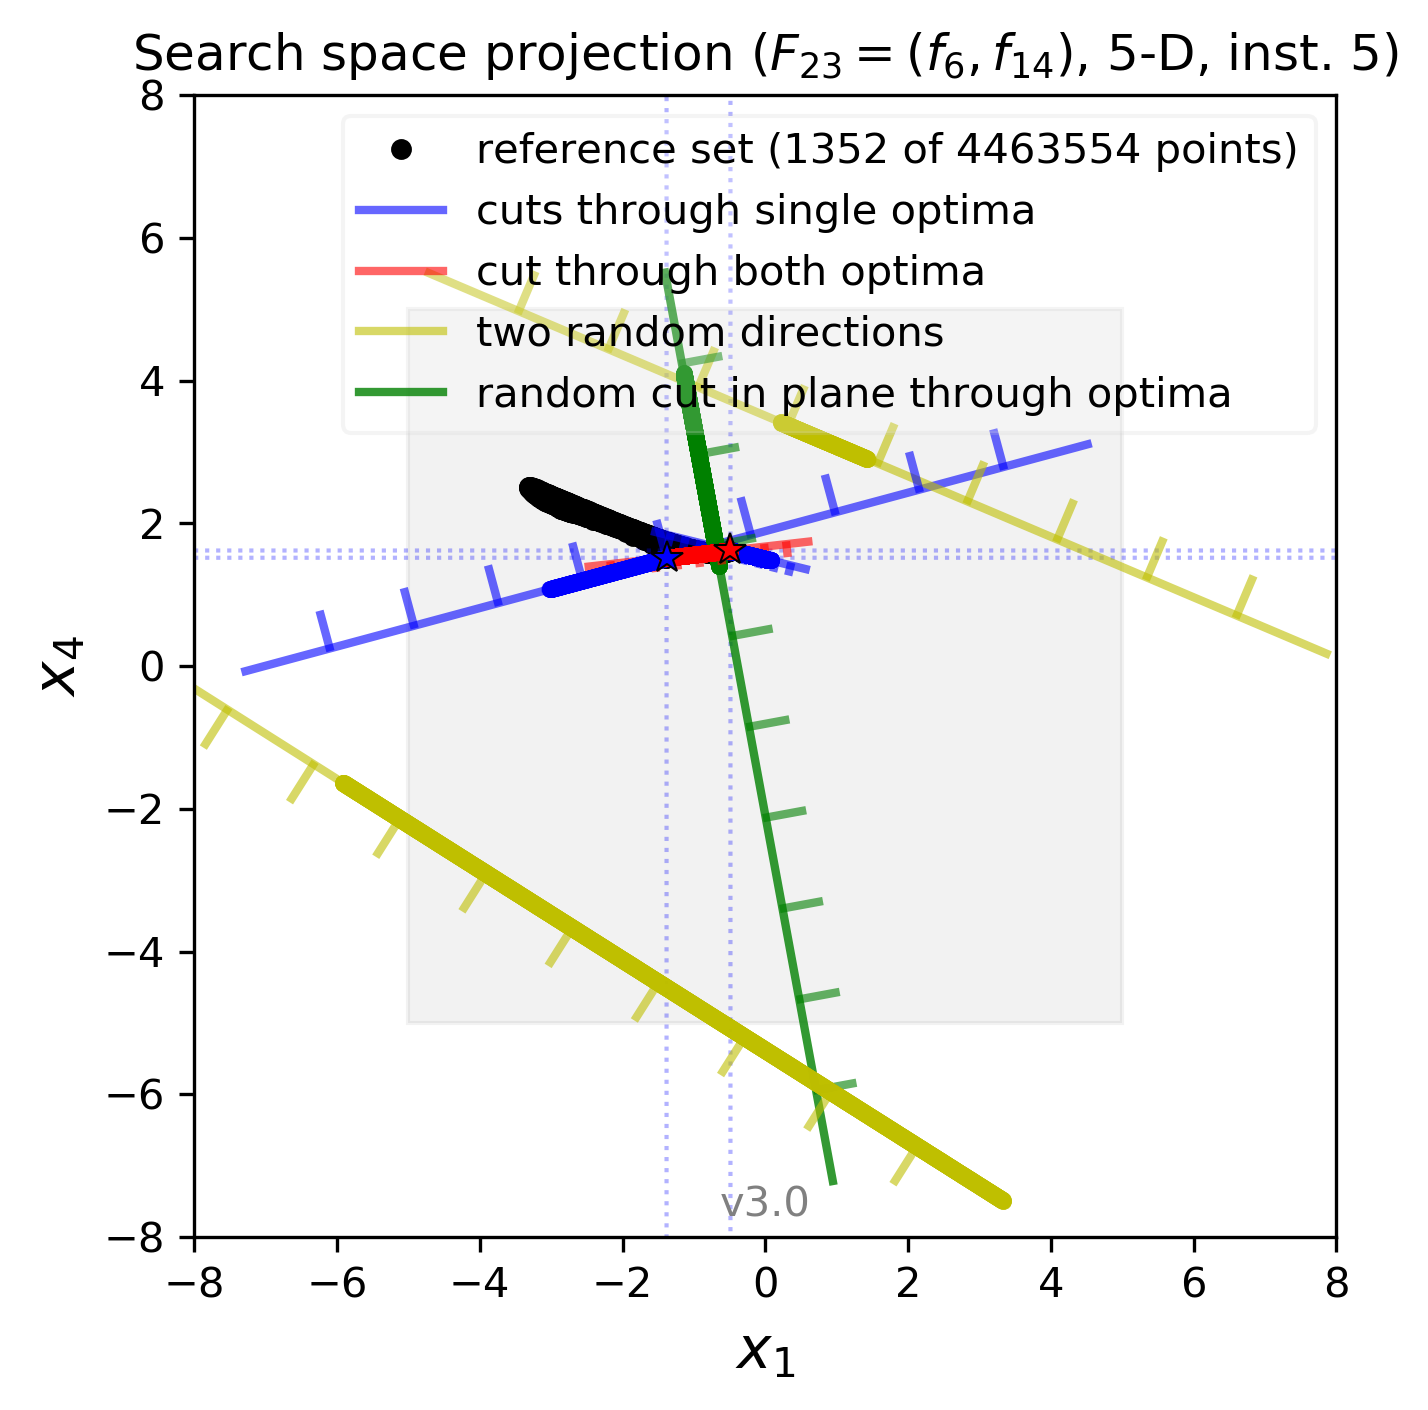 Search space projection (F₂₃ = (f₆, f₁₄), 5-D, inst. 5)
8
reference set (1352 of 4463554 points)
cuts through single optima
6
cut through both optima
two random directions
4
random cut in plane through optima
2
x₄
0
−2
−4
−6
v3.0
−8
−8 −6 −4 −2 0 2 4 6 8
x₁